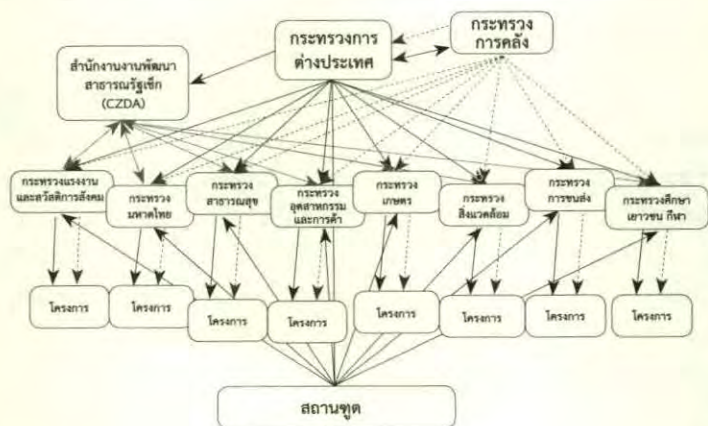 กระทรวงการ
ต่างประเทศ
กระทรวง
การคลัง
สำนักงานงานพัฒนา
สาธารณรัฐเช็ก
(CZDA)
กระทรวงแรงงาน
และสวัสดิการสังคม
กระทรวง
มหาดไทย
กระทรวง
สาธารณสุข
กระทรวง
อุตสาหกรรม
และการค้า
กระทรวง
เกษตร
กระทรวง
สิ่งแวดล้อม
กระทรวง
การขนส่ง
กระทรวงศึกษา
เยาวชน กีฬา
โครงการ
โครงการ
โครงการ
โครงการ
โครงการ
โครงการ
โครงการ
โครงการ
สถานทูต